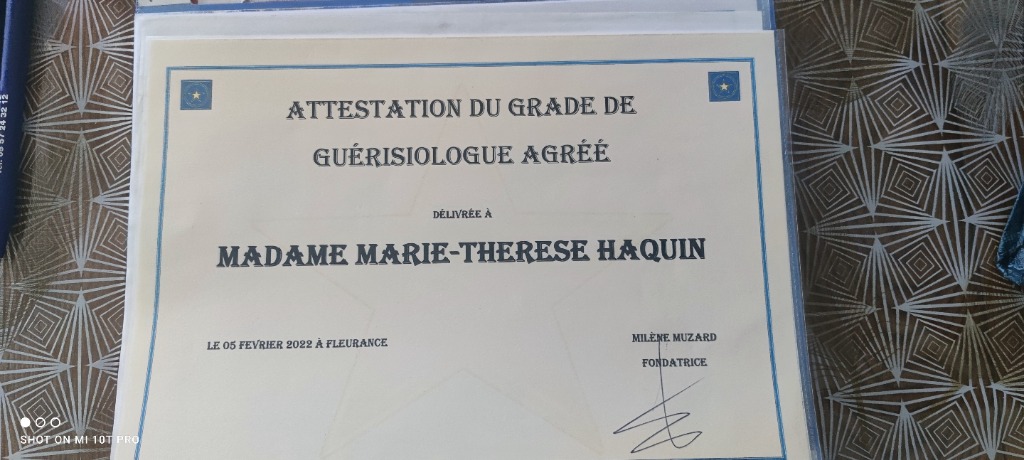 ATTESTATION DU GRADE DE
GUÉRISIOLOGUE AGRÉÉ
DÉLIVRÉE À
MADAME MARIE-THERESE HAQUIN
LE 05 FEVRIER 2022 À FLEURANCE
MILÈNE MUZARD
FONDATRICE
SHOT ON MI 10T PRO